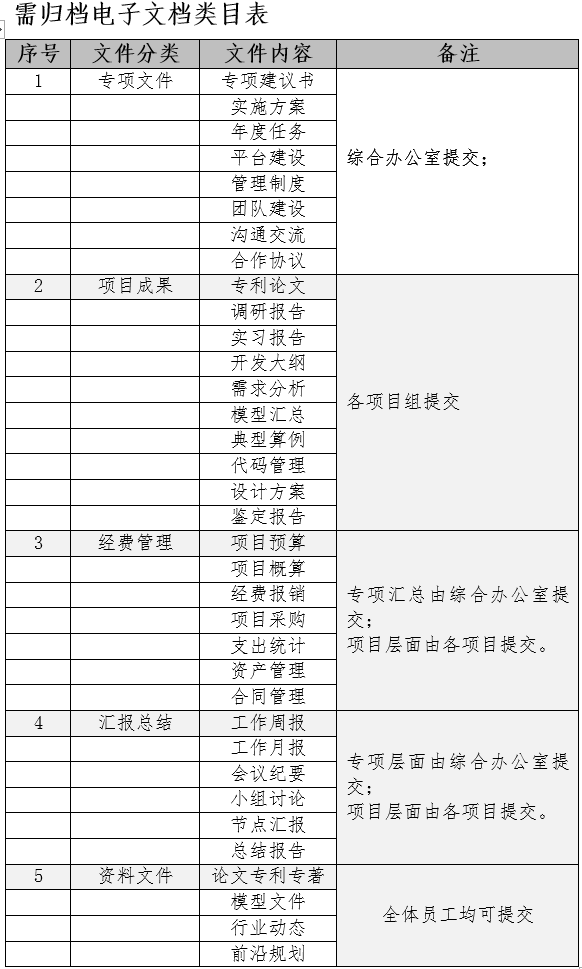 需归档电子文档类目表
序号 文件分类 文件内容 备注
1 专项文件 专项建议书
实施方案
年度任务
平台建设 综合办公室提交；
管理制度
团队建设
沟通交流
合作协议
2 项目成果 专利论文
调研报告
实习报告
开发大纲
需求分析
各项目组提交
模型汇总
典型算例
代码管理
设计方案
鉴定报告
3 经费管理 项目预算
项目概算
经费报销 专项汇总由综合办公室提
项目采购 交；
支出统计 项目层面由各项目提交。
资产管理
合同管理
4 汇报总结 工作周报
工作月报 专项层面由综合办公室提
会议纪要 交；
小组讨论 项目层面由各项目提交。
节点汇报
总结报告
5 资料文件 论文专利专著
模型文件
全体员工均可提交
行业动态
前沿规划